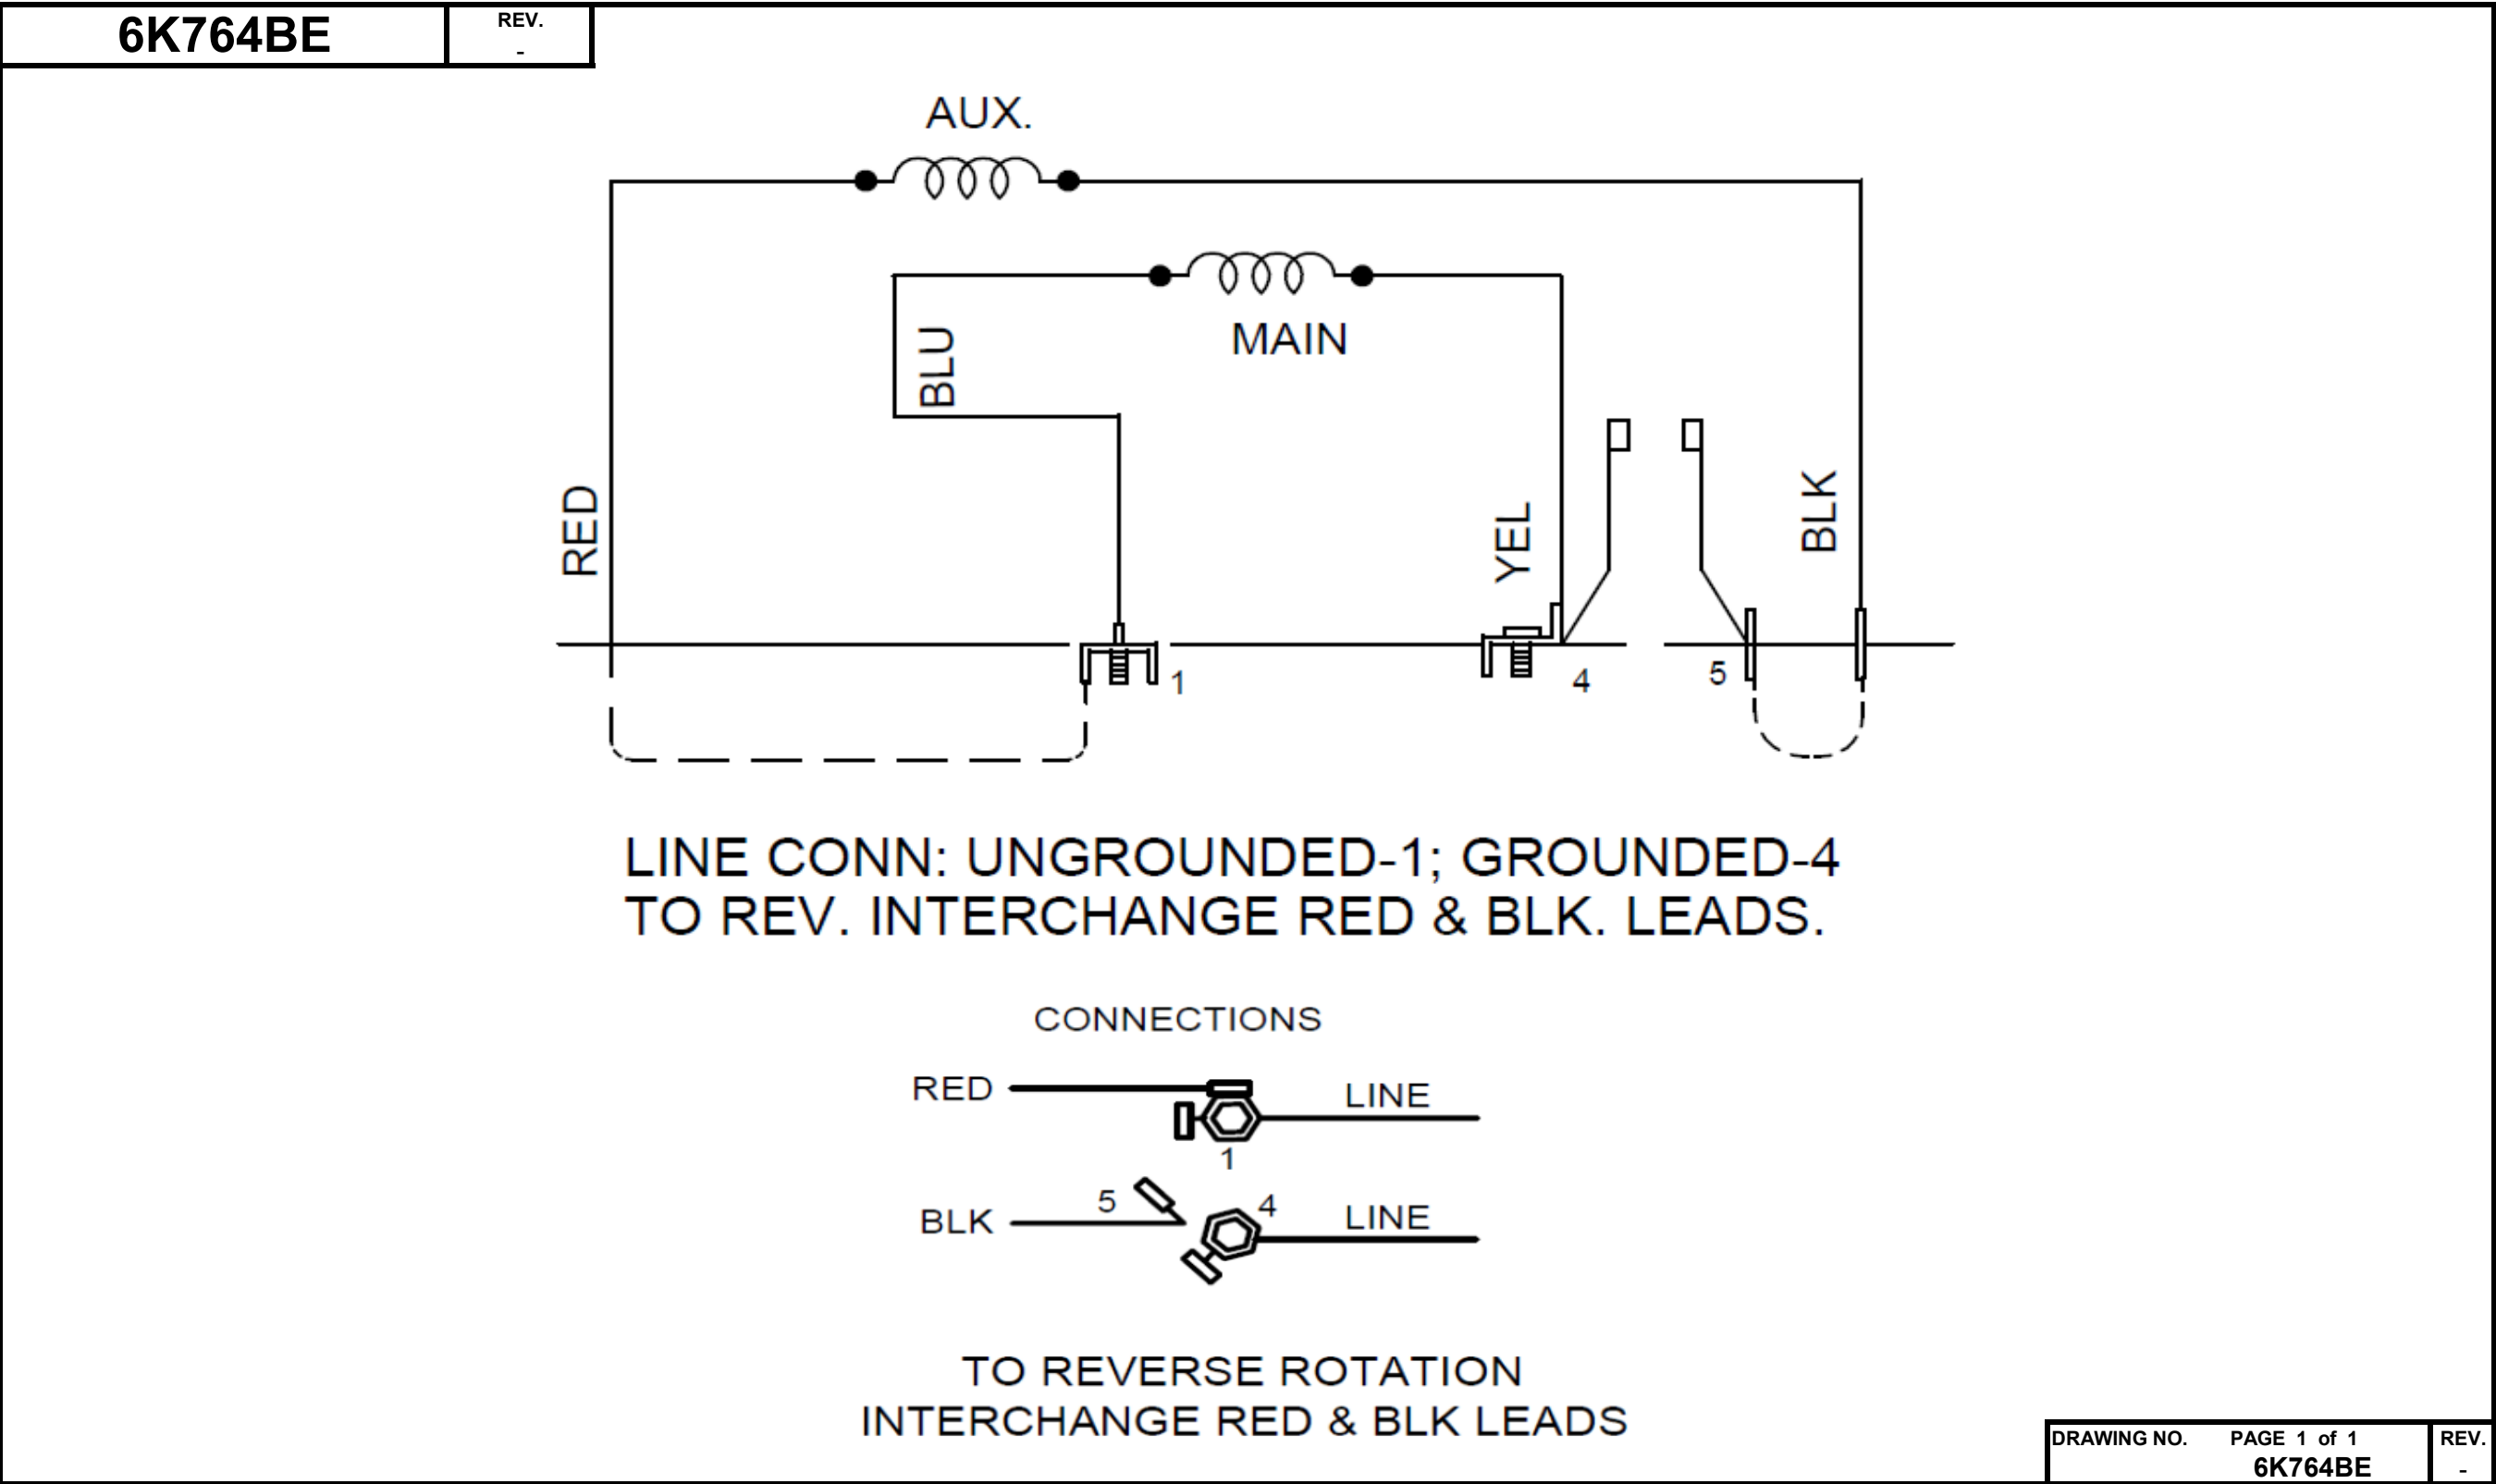 6K764BE
REV.
-
AUX.
MAIN
BLU
RED
YEL
BLK
1
4
5
LINE CONN: UNGROUNDED-1; GROUNDED-4
TO REV. INTERCHANGE RED & BLK. LEADS.
CONNECTIONS
RED
LINE
1
5
4
BLK
LINE
TO REVERSE ROTATION
INTERCHANGE RED & BLK LEADS
DRAWING NO. PAGE 1 of 1
6K764BE
REV.
-